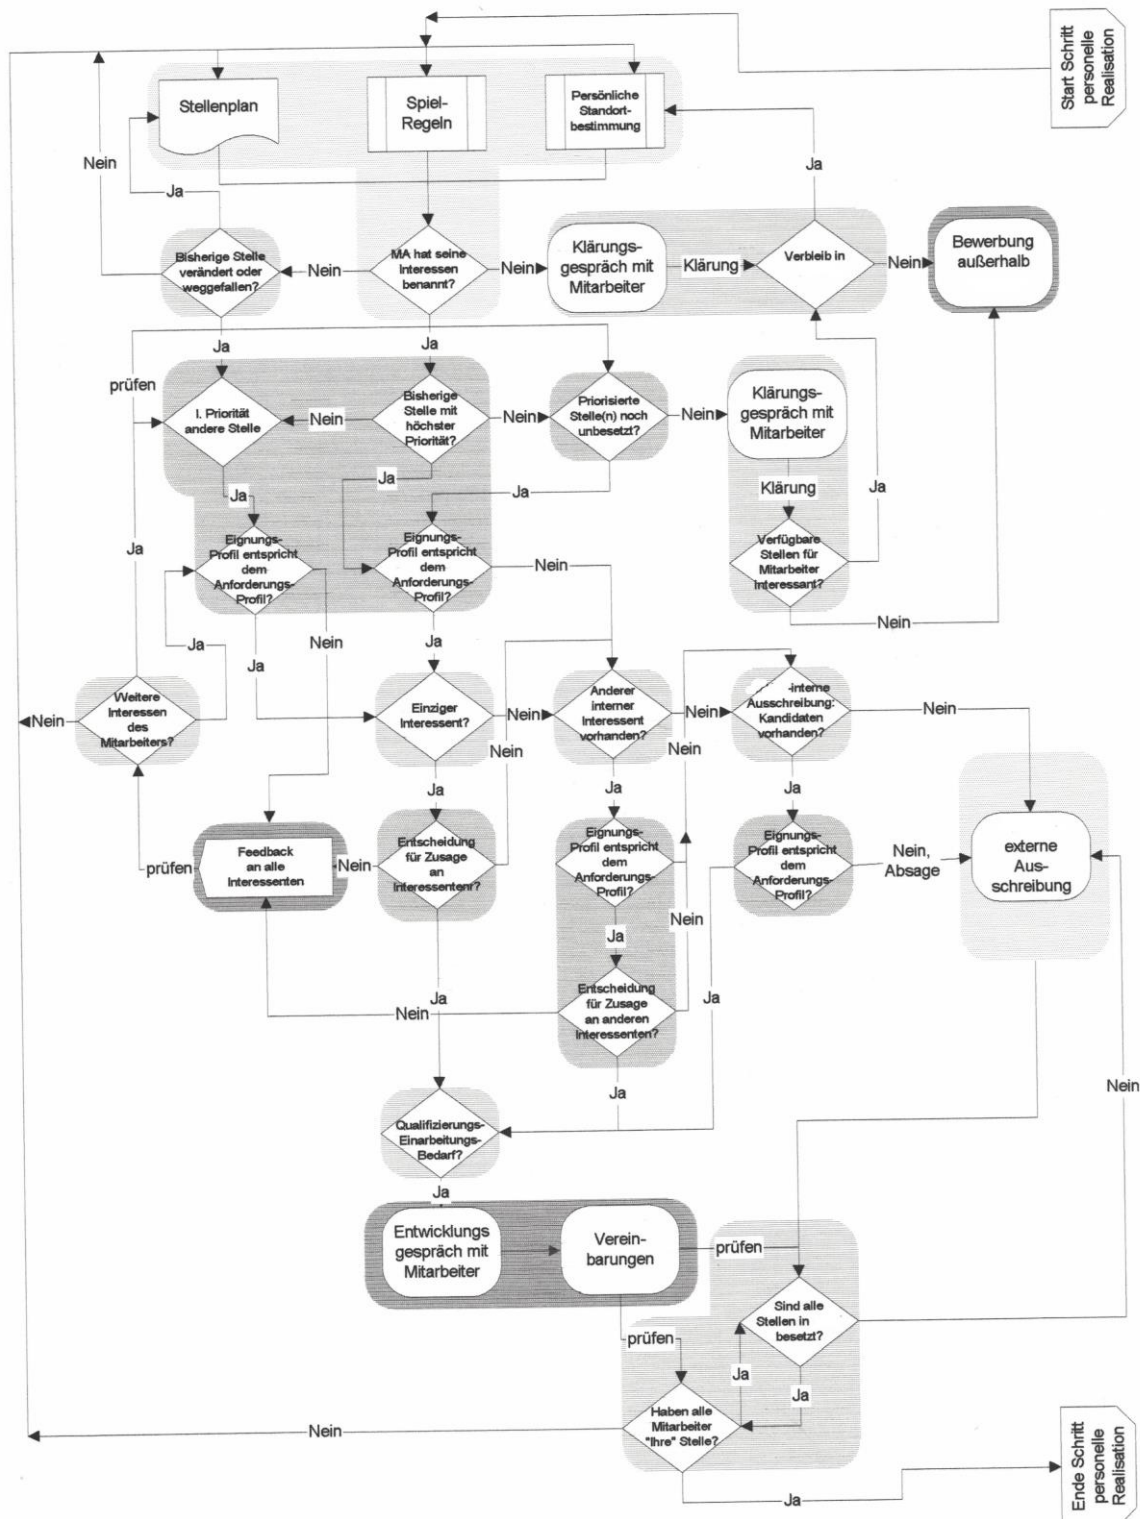 Start Schritt
personelle
Realisation
Stellenplan
Spiel-
Regeln
Persönliche
Standort-
bestimmung
Nein
Ja
Ja
Bisherige Stelle
verändert oder
weggefallen?
Nein
MA hat seine
Interessen
benannt?
Nein
Klärungs-
gespräch mit
Mitarbeiter
Klärung
Verbleib in
Nein
Bewerbung
außerhalb
Ja
Ja
prüfen
I. Priorität
andere Stelle
Nein
Bisherige
Stelle mit
höchster
Priorität?
Nein
Priorisierte
Stelle(n) noch
unbesetzt?
Nein
Klärungs-
gespräch mit
Mitarbeiter
Ja
Ja
Ja
Klärung
Ja
Ja
Eignungs-
Profil entspricht
dem
Anforderungs-
Profil?
Eignungs-
Profil entspricht
dem
Anforderungs-
Profil?
Nein
Verfügbare
Stellen für
Mitarbeiter
Interessant?
Nein
Ja
Nein
Ja
Ja
Nein
Weitere
Interessen
des
Mitarbeiters?
Einziger
Interessent?
Nein
Anderer
interner
Interessent
vorhanden?
Nein
-interne
Ausschreibung:
Kandidaten
vorhanden?
Nein
Nein
Nein
Ja
Ja
Ja
prüfen
Feedback
an alle
Interessenten
Nein
Entscheidung
für Zusage
an
Interessentenr?
Eignungs-
Profil entspricht
dem
Anforderungs-
Profil?
Eignungs-
Profil entspricht
dem
Anforderungs-
Profil?
Nein,
Absage
externe
Aus-
schreibung
Nein
Ja
Entscheidung
für Zusage
an anderen
Interessenten?
Ja
Ja
Nein
Ja
Nein
Qualifizierungs-
Einarbeitungs-
Bedarf?
Ja
Entwicklungs
gespräch mit
Mitarbeiter
Verein-
barungen
prüfen
prüfen
Sind alle
Stellen in
besetzt?
Ja
Ja
Haben alle
Mitarbeiter
"Ihre" Stelle?
Nein
Ja
Ende Schritt
personelle
Realisation